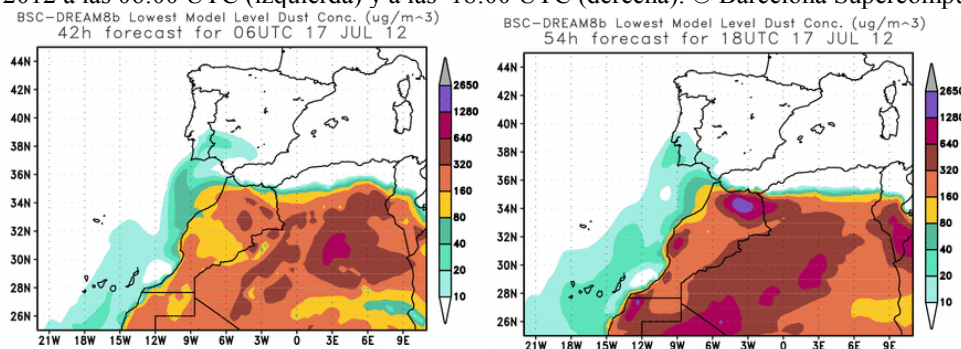 2012 a las 06:00 UTC (izquierda) y a las 18:00 UTC (derecha). © Barcelona Supercompu
BSC-DREAM8b Lowest Model Level Dust Conc. (ug/m^3)
42h forecast for 06UTC 17 JUL 12
44N
42N
40N
38N
36N
34N
32N
30N
28N
26N
21W 18W 15W 12W 9W 6W 3W 0 3E 6E 9E
2650
1280
640
320
160
80
40
20
10
BSC-DREAM8b Lowest Model Level Dust Conc. (ug/m^3)
54h forecast for 18UTC 17 JUL 12
44N
42N
40N
38N
36N
34N
32N
30N
28N
26N
21W 18W 15W 12W 9W 6W 3W 0 3E 6E 9E
2650
1280
640
320
160
80
40
20
10